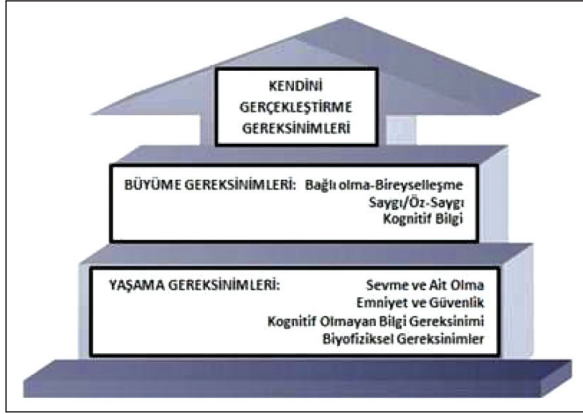 KENDİNİ
GERÇEKLEŞTİRME
GEREKSİNİMLERİ
BÜYÜME GEREKSİNİMLERİ: Bağlı olma-Bireyselleşme
Saygı/Öz-Saygı
Kognitif Bilgi
YAŞAMA GEREKSİNİMLERİ: Sevme ve Ait Olma
Emniyet ve Güvenlik
Kognitif Olmayan Bilgi Gereksinimi
Biyofiziksel Gereksinimler